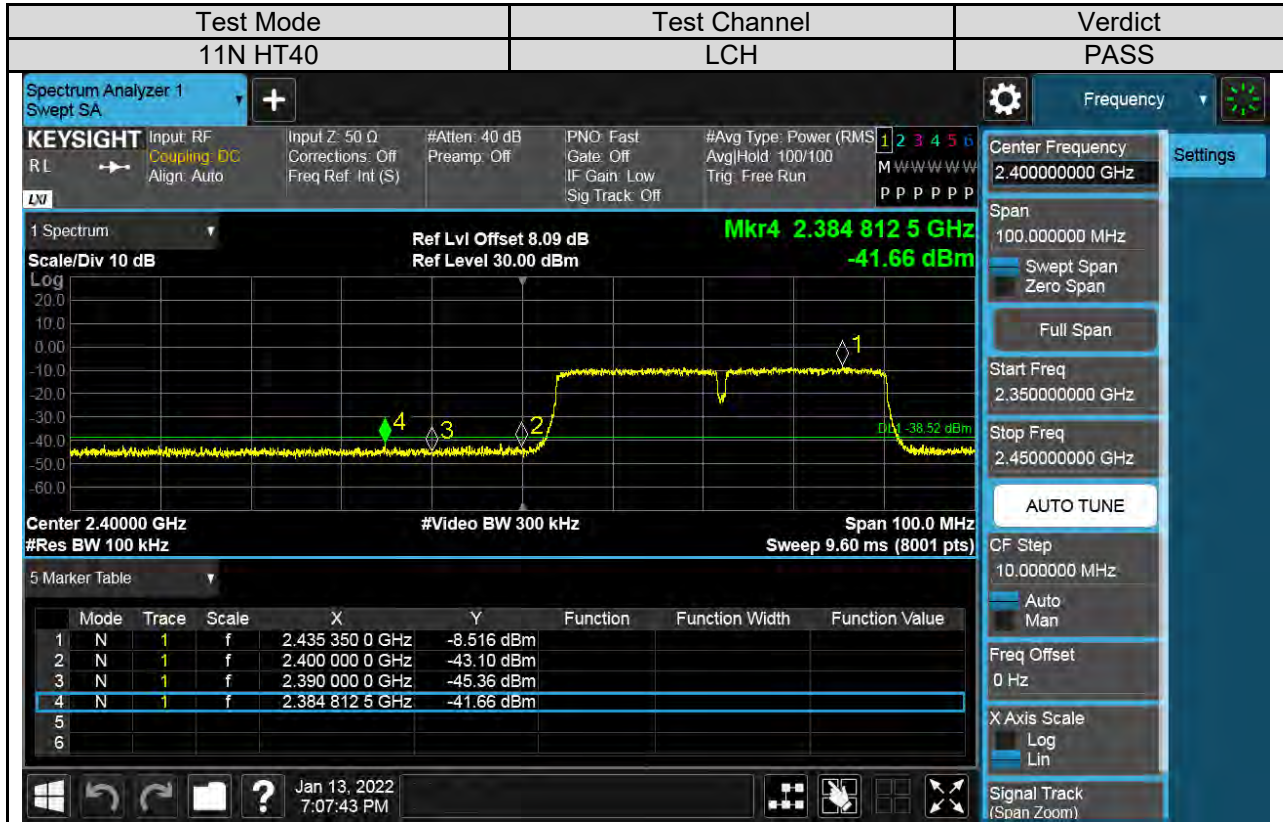 Test Mode Test Channel Verdict
11N HT40 LCH PASS
Spectrum Analyzer 1
Swept SA
+
Frequency
KEYSIGHT Input: RF Input Z: 50 Ω #Atten: 40 dB PNO: Fast #Avg Type: Power (RMS 1 2 3 4 5 6
RL Coupling: DC Corrections: Off Preamp: Off Gate: Off Avg|Hold: 100/100 M W W W W W
Align: Auto Freq Ref: Int (S) IF Gain: Low Trig: Free Run P P P P P P
LXI Sig Track: Off
1 Spectrum
Scale/Div 10 dB
Ref Lvl Offset 8.09 dB
Ref Level 30.00 dBm
Mkr4 2.384 812 5 GHz
-41.66 dBm
Log
20.0
10.0
0.00
-10.0
-20.0
-30.0
-40.0
-50.0
-60.0
1
2
3
4
DL1 -38.52 dBm
Center 2.40000 GHz #Video BW 300 kHz Span 100.0 MHz
#Res BW 100 kHz Sweep 9.60 ms (8001 pts)
5 Marker Table
Mode Trace Scale X Y Function Function Width Function Value
1 N 1 f 2.435 350 0 GHz -8.516 dBm
2 N 1 f 2.400 000 0 GHz -43.10 dBm
3 N 1 f 2.390 000 0 GHz -45.36 dBm
4 N 1 f 2.384 812 5 GHz -41.66 dBm
5
6
?
Jan 13, 2022
7:07:43 PM
Center Frequency
2.400000000 GHz
Settings
Span
100.000000 MHz
Swept Span
Zero Span
Full Span
Start Freq
2.350000000 GHz
Stop Freq
2.450000000 GHz
AUTO TUNE
CF Step
10.000000 MHz
Auto
Man
Freq Offset
0 Hz
X Axis Scale
Log
Lin
Signal Track
(Span Zoom)